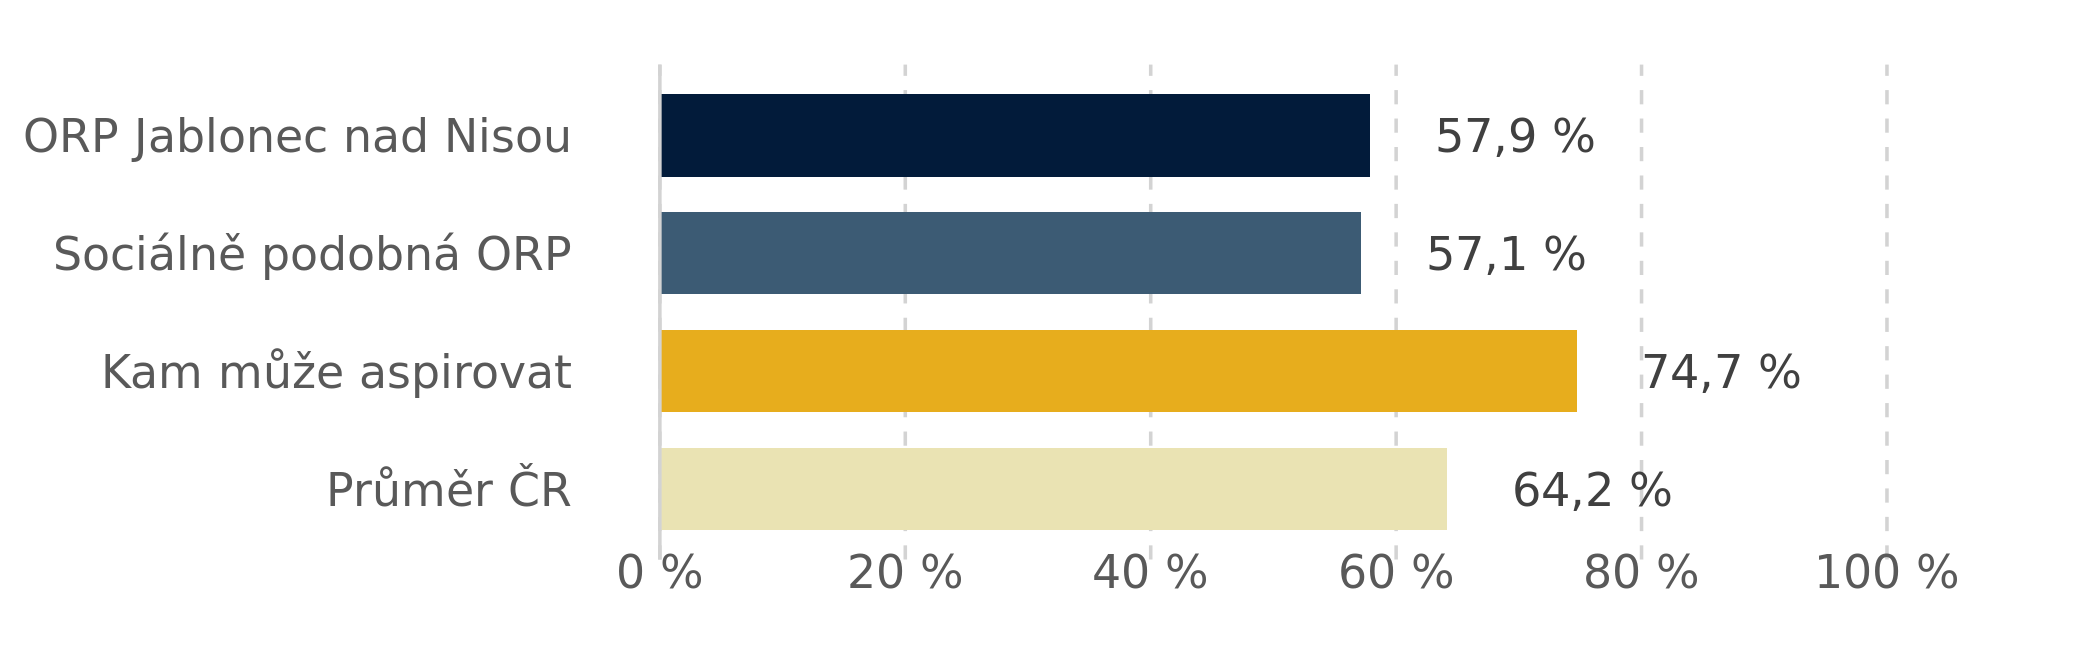 ORP Jablonec nad Nisou 57,9 %
Sociálně podobná ORP 57,1 %
Kam může aspirovat 74,7 %
Průměr ČR 64,2 %
0 % 20 % 40 % 60 % 80 % 100 %